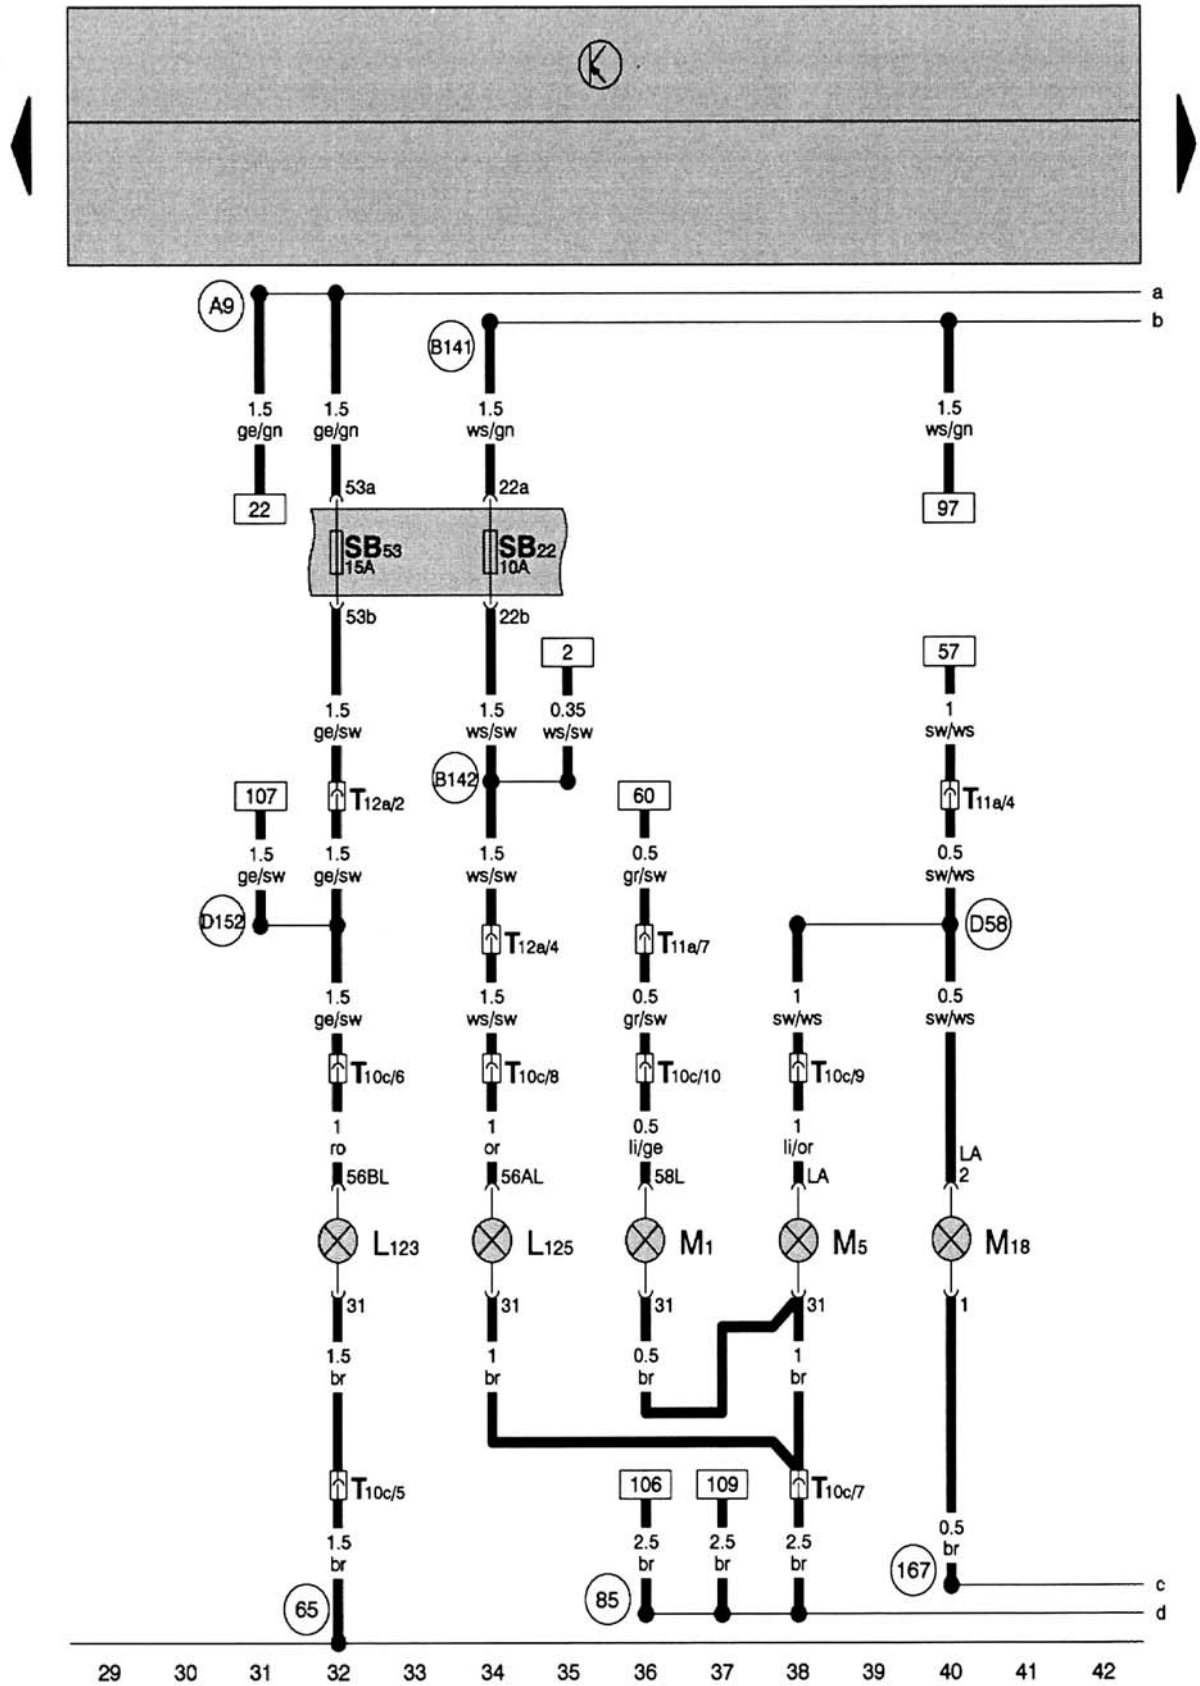 a
A9
b
B141
1.5 1.5 1.5 1.5
ge/gn ge/gn ws/gn ws/gn
53a 22a
22 97
SB53 SB22
15A 10A
53b 22b
2 57
1.5 1.5 0.35 1
ge/sw ws/sw ws/sw sw/ws
B142
107 T12a/2 60 T11a/4
1.5 1.5 1.5 0.5 0.5
ge/sw ge/sw ws/sw gr/sw sw/ws
D152 D58
T12a/4 T11a/7
1.5 1.5 0.5 1 0.5
ge/sw ws/sw gr/sw sw/ws sw/ws
T10c/6 T10c/8 T10c/10 T10c/9
1 1 0.5 1
ro or li/ge li/or
LA
56BL 56AL 58L LA 2
L123 L125 M1 M5 M18
31 31 31 31 1
1.5 1 0.5 1
br br br br
106 109
T10c/5 T10c/7
0.5
1.5 2.5 2.5 2.5 br
br br br br
167
c
65 85
d
29 30 31 32 33 34 35 36 37 38 39 40 41 42